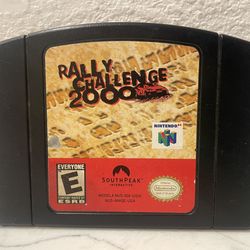 RALLY
CHALLENGE
2000
NINTENDO 64
EVERYONE
E
ESRB
SOUTHPEAK
INTERACTIVE
Nintendo